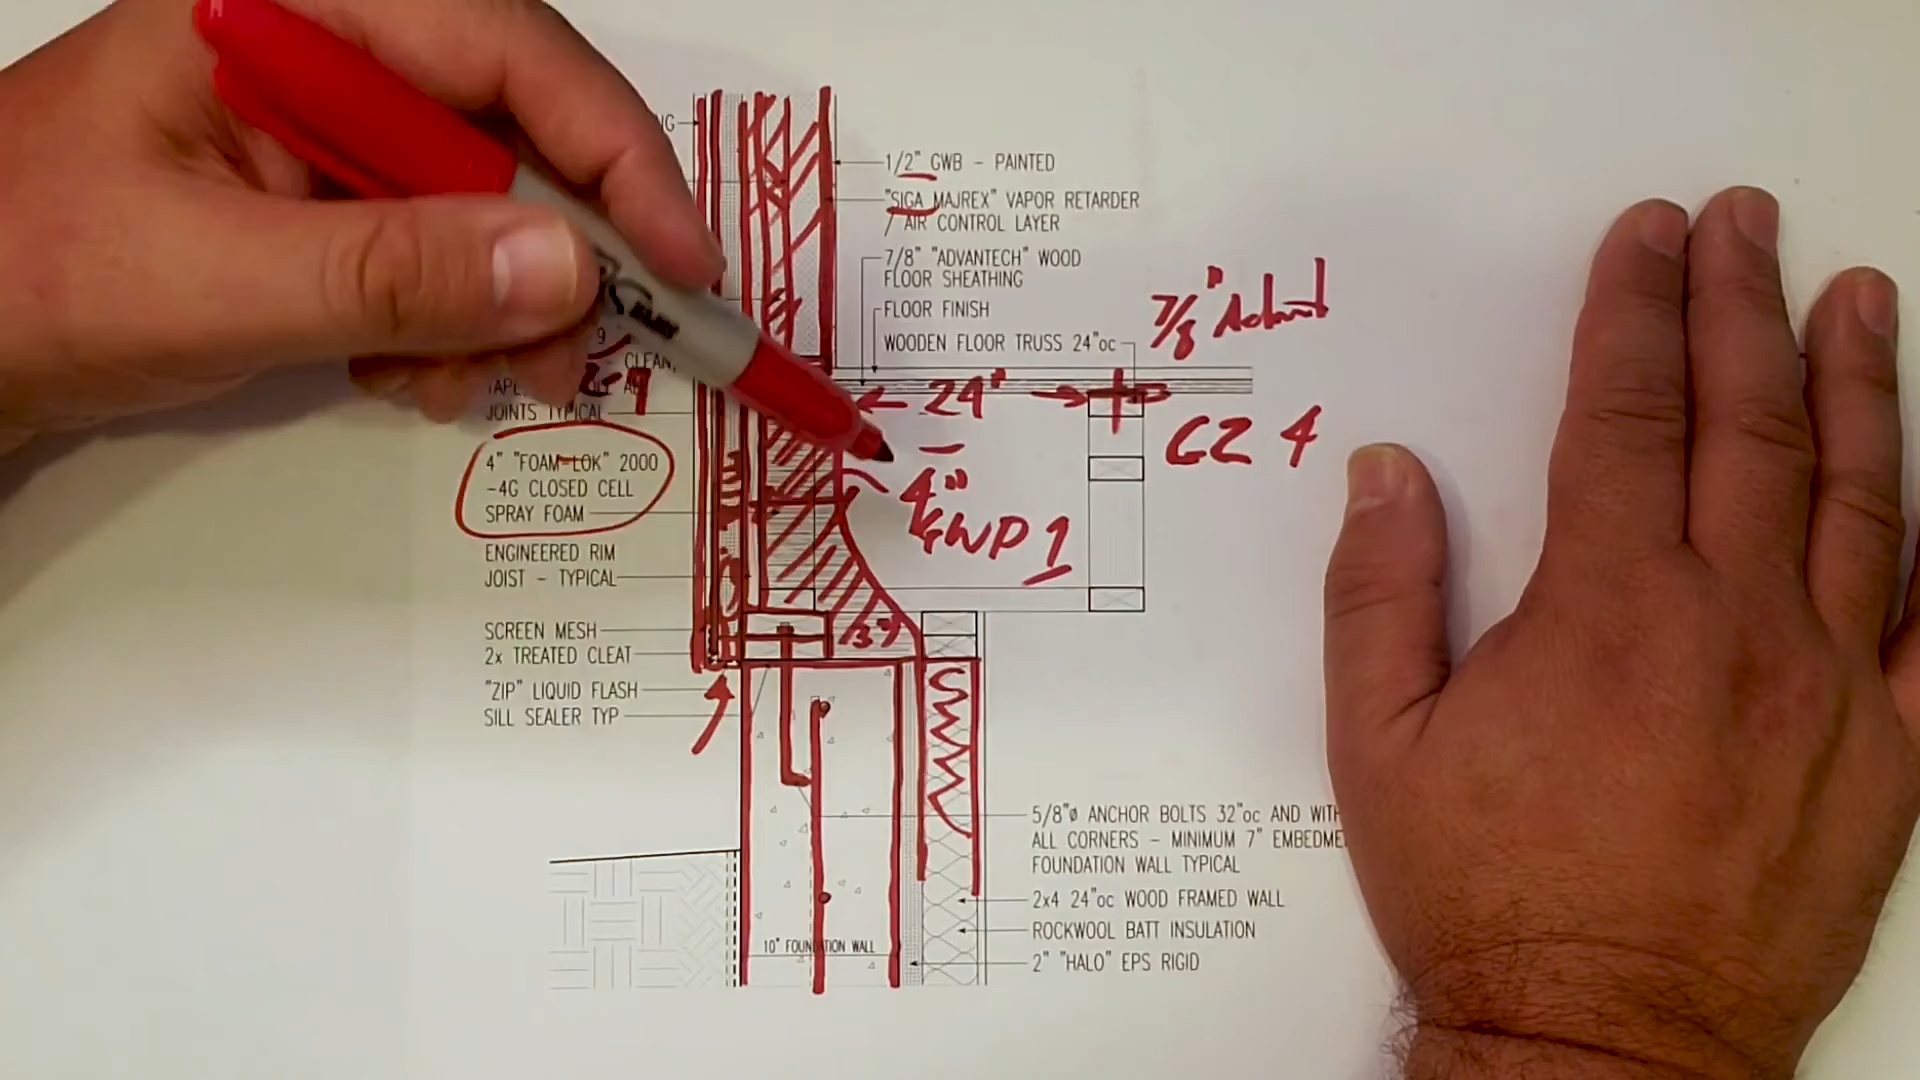 1/2" GWB - PAINTED
"SIGA MAJREX" VAPOR RETARDER
/ AIR CONTROL LAYER
7/8" "ADVANTECH" WOOD
FLOOR SHEATHING
FLOOR FINISH
WOODEN FLOOR TRUSS 24"oc
7/8"
24"
CZ 4
4"
GWP 1
9
CLEAN,
JOINTS TYPICAL
4" "FOAM-LOK" 2000
-4G CLOSED CELL
SPRAY FOAM
ENGINEERED RIM
JOIST - TYPICAL
SCREEN MESH
2x TREATED CLEAT
"ZIP" LIQUID FLASH
SILL SEALER TYP
10" FOUNDATION WALL
5/8"ø ANCHOR BOLTS 32"oc AND WITH
ALL CORNERS - MINIMUM 7" EMBEDME
FOUNDATION WALL TYPICAL
2x4 24"oc WOOD FRAMED WALL
ROCKWOOL BATT INSULATION
2" "HALO" EPS RIGID